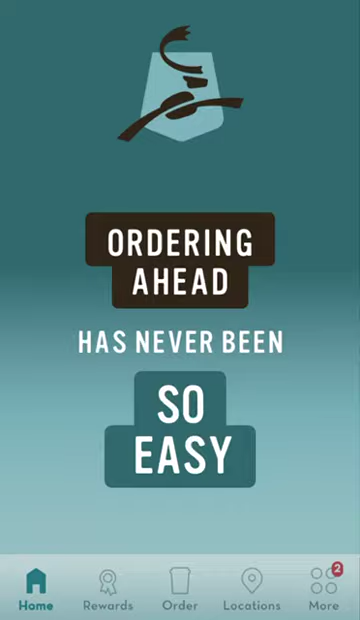 ORDERING
AHEAD
HAS NEVER BEEN
SO
EASY
2
Home Rewards Order Locations More